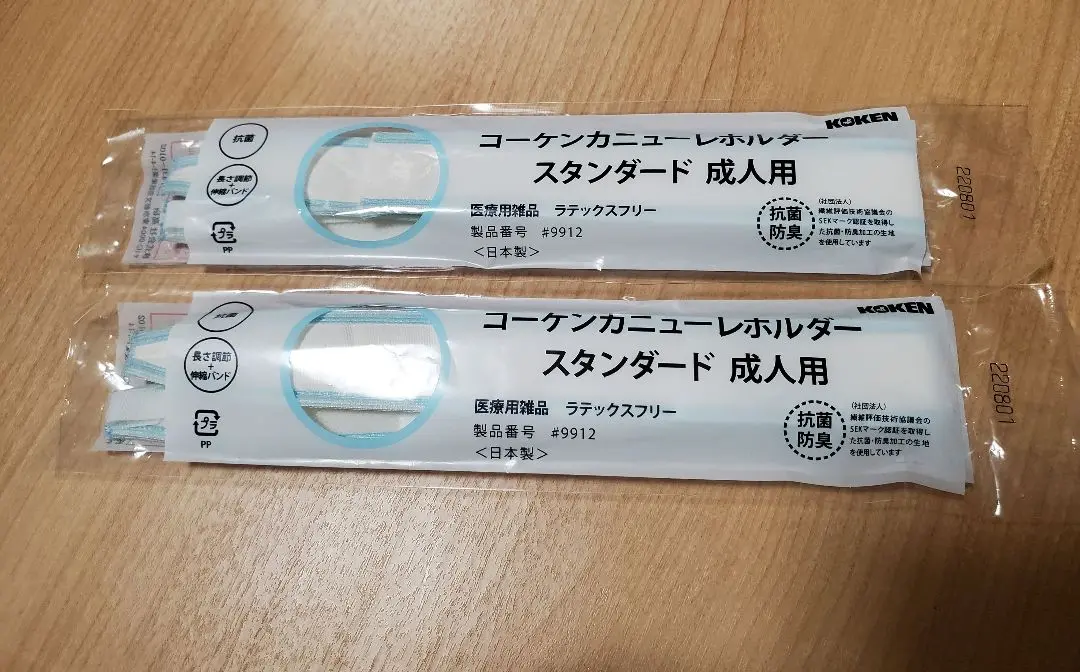 KOKEN
抗菌
コーケンカニューレホルダー
スタンダード 成人用
長さ調節
+
伸縮バンド
医療用雑品 ラテックスフリー
製品番号 #9912
<日本製>
プラ
PP
抗菌
防臭
(社団法人)
繊維評価技術協議会の
SEKマーク認証を取得し
た抗菌・防臭加工の生地
を使用しています
220801
KOKEN
抗菌
コーケンカニューレホルダー
スタンダード 成人用
長さ調節
+
伸縮バンド
医療用雑品 ラテックスフリー
製品番号 #9912
<日本製>
プラ
PP
抗菌
防臭
(社団法人)
繊維評価技術協議会の
SEKマーク認証を取得し
た抗菌・防臭加工の生地
を使用しています
220801